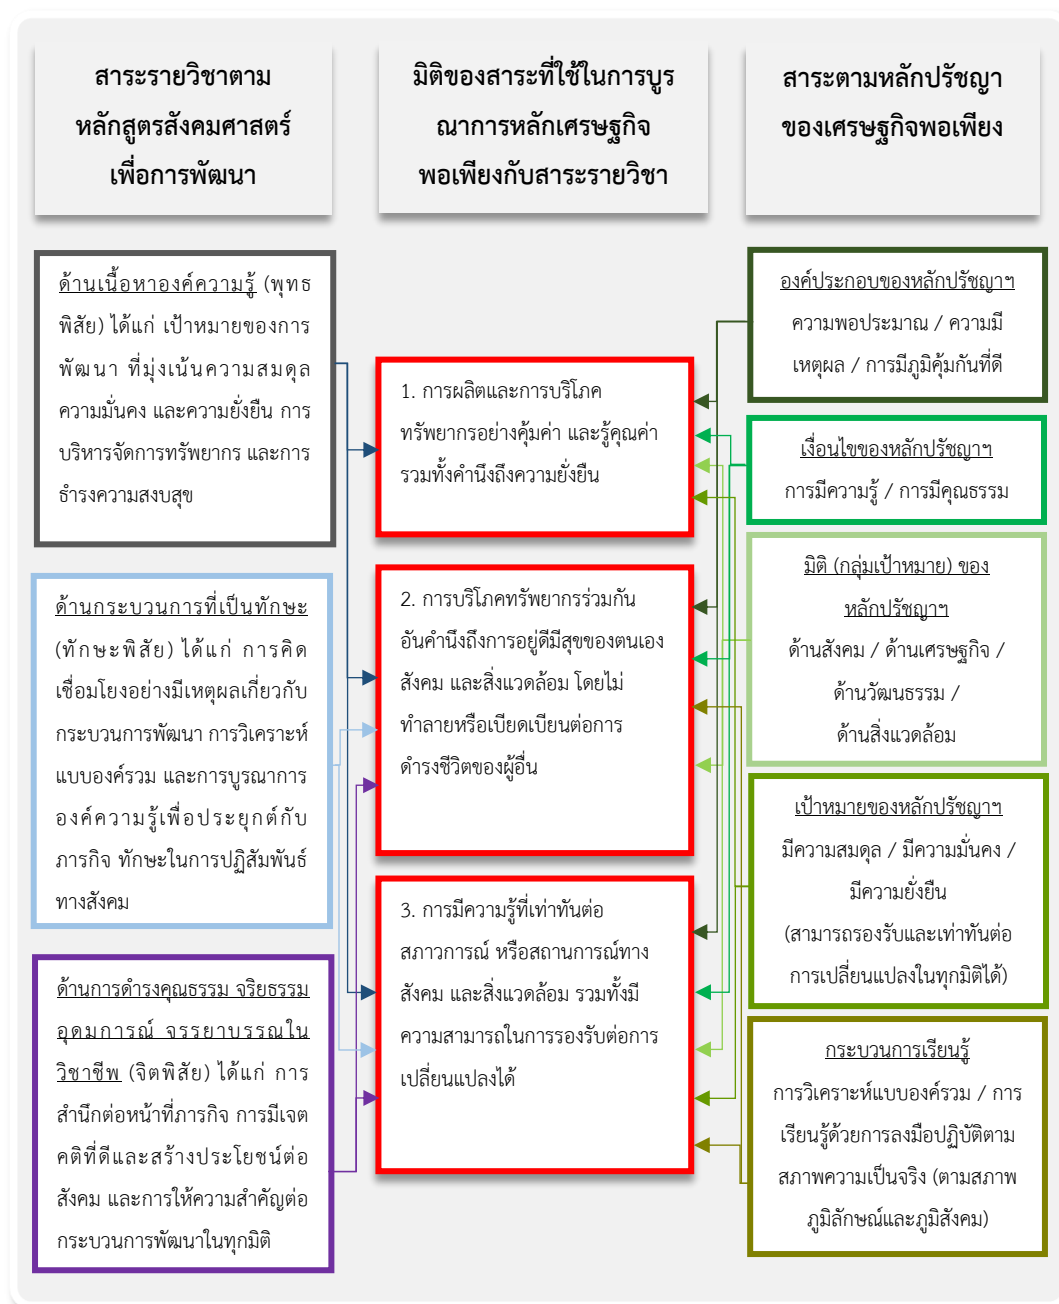 สาระรายวิชาตาม
หลักสูตรสังคมศาสตร์
เพื่อการพัฒนา
มิติของสาระที่ใช้ในการบูร
ณาการหลักเศรษฐกิจ
พอเพียงกับสาระรายวิชา
สาระตามหลักปรัชญา
ของเศรษฐกิจพอเพียง
ด้านเนื้อหาองค์ความรู้ (พุทธ
พิสัย) ได้แก่ เป้าหมายของการ
พัฒนา ที่มุ่งเน้นความสมดุล
ความมั่นคง และความยั่งยืน การ
บริหารจัดการทรัพยากร และการ
ธำรงความสงบสุข
ด้านกระบวนการที่เป็นทักษะ
(ทักษะพิสัย) ได้แก่ การคิด
เชื่อมโยงอย่างมีเหตุผลเกี่ยวกับ
กระบวนการพัฒนา การวิเคราะห์
แบบองค์รวม และการบูรณาการ
องค์ความรู้เพื่อประยุกต์กับ
ภารกิจ ทักษะในการปฏิสัมพันธ์
ทางสังคม
ด้านการดำรงคุณธรรม จริยธรรม
อุดมการณ์ จรรยาบรรณใน
วิชาชีพ (จิตพิสัย) ได้แก่ การ
สำนึกต่อหน้าที่ภารกิจ การมีเจต
คติที่ดีและสร้างประโยชน์ต่อ
สังคม และการให้ความสำคัญต่อ
กระบวนการพัฒนาในทุกมิติ
1. การผลิตและการบริโภค
ทรัพยากรอย่างคุ้มค่า และรู้คุณค่า
รวมทั้งคำนึงถึงความยั่งยืน
2. การบริโภคทรัพยากรร่วมกัน
อันคำนึงถึงการอยู่ดีมีสุขของตนเอง
สังคม และสิ่งแวดล้อม โดยไม่
ทำลายหรือเบียดเบียนต่อการ
ดำรงชีวิตของผู้อื่น
3. การมีความรู้ที่เท่าทันต่อ
สภาวการณ์ หรือสถานการณ์ทาง
สังคม และสิ่งแวดล้อม รวมทั้งมี
ความสามารถในการรองรับต่อการ
เปลี่ยนแปลงได้
องค์ประกอบของหลักปรัชญาฯ
ความพอประมาณ / ความมี
เหตุผล / การมีภูมิคุ้มกันที่ดี
เงื่อนไขของหลักปรัชญาฯ
การมีความรู้ / การมีคุณธรรม
มิติ (กลุ่มเป้าหมาย) ของ
หลักปรัชญาฯ
ด้านสังคม / ด้านเศรษฐกิจ /
ด้านวัฒนธรรม /
ด้านสิ่งแวดล้อม
เป้าหมายของหลักปรัชญาฯ
มีความสมดุล / มีความมั่นคง /
มีความยั่งยืน
(สามารถรองรับและเท่าทันต่อ
การเปลี่ยนแปลงในทุกมิติได้)
กระบวนการเรียนรู้
การวิเคราะห์แบบองค์รวม / การ
เรียนรู้ด้วยการลงมือปฏิบัติตาม
สภาพความเป็นจริง (ตามสภาพ
ภูมิลักษณ์และภูมิสังคม)